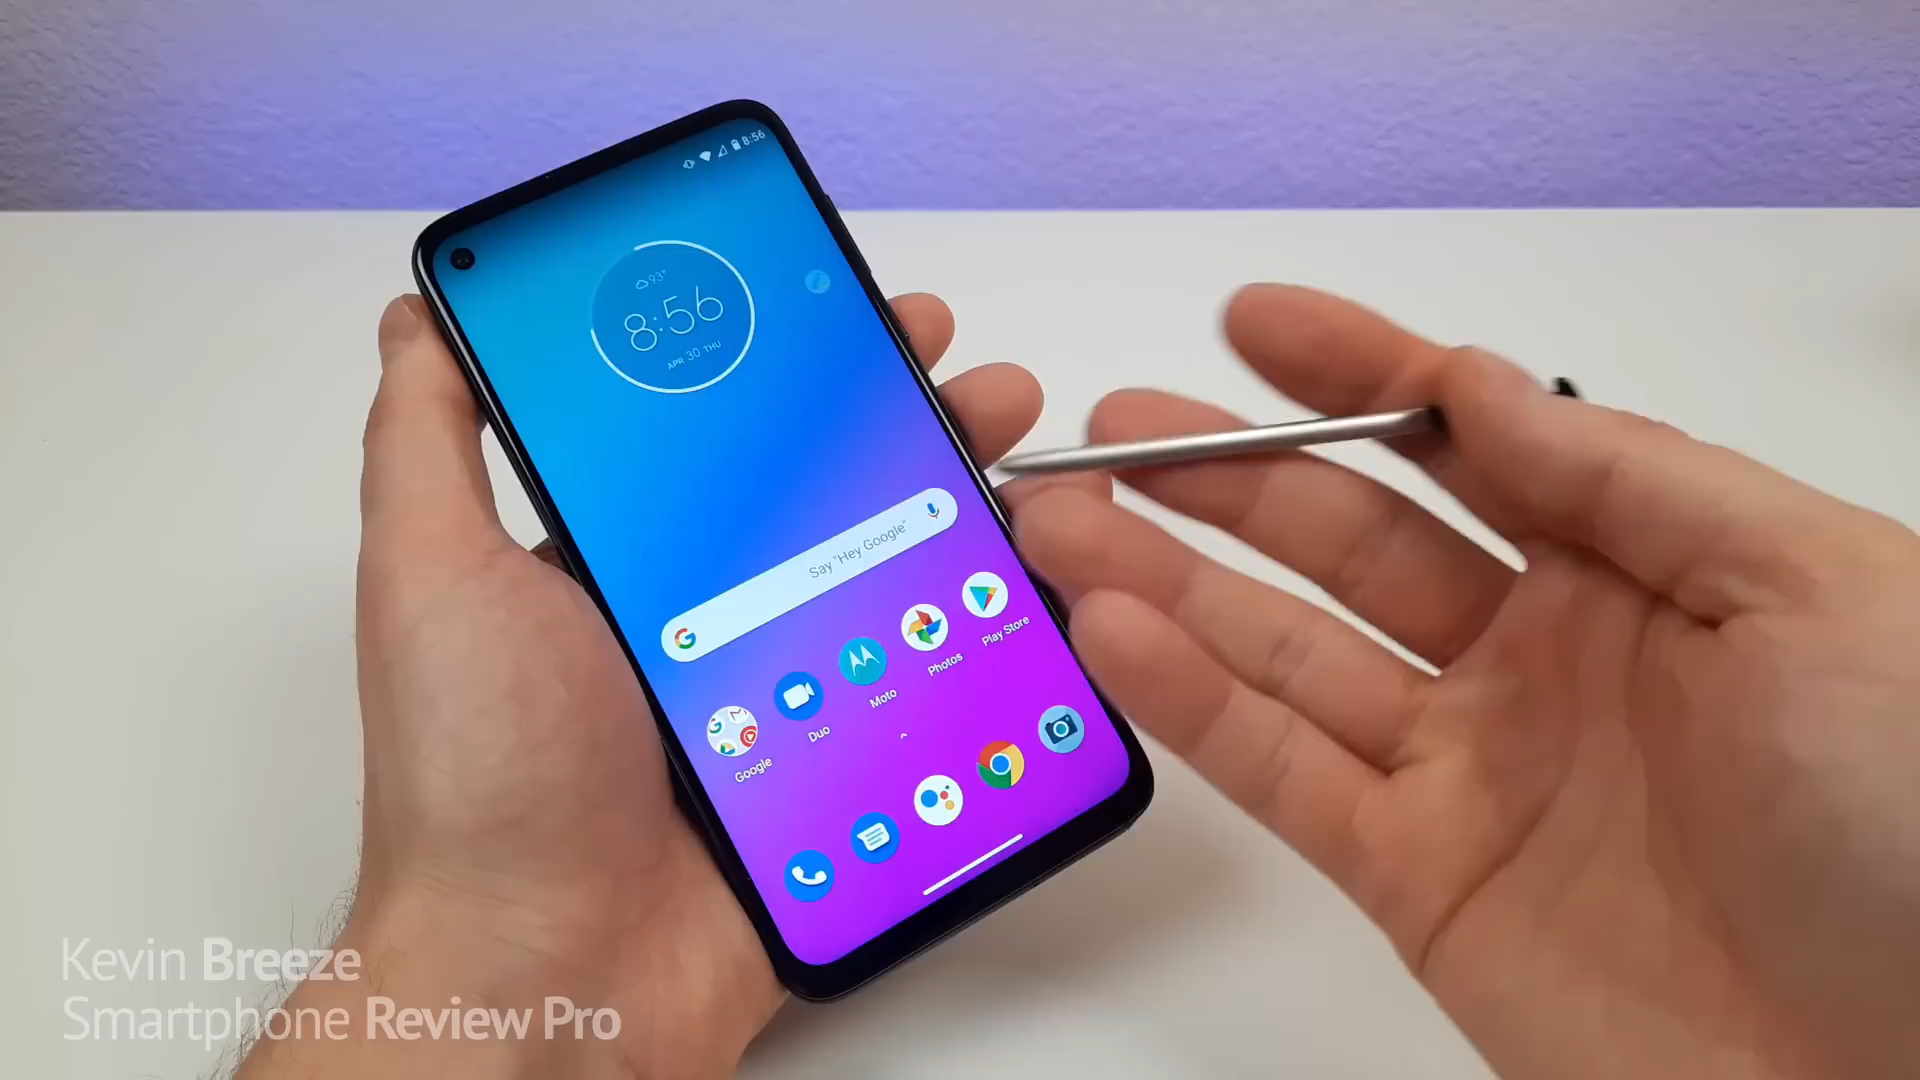 8:56
93°
8:56
APR 30 THU
Say "Hey Google"
Google
Duo
Moto
Photos
Play Store
Kevin Breeze
Smartphone Review Pro